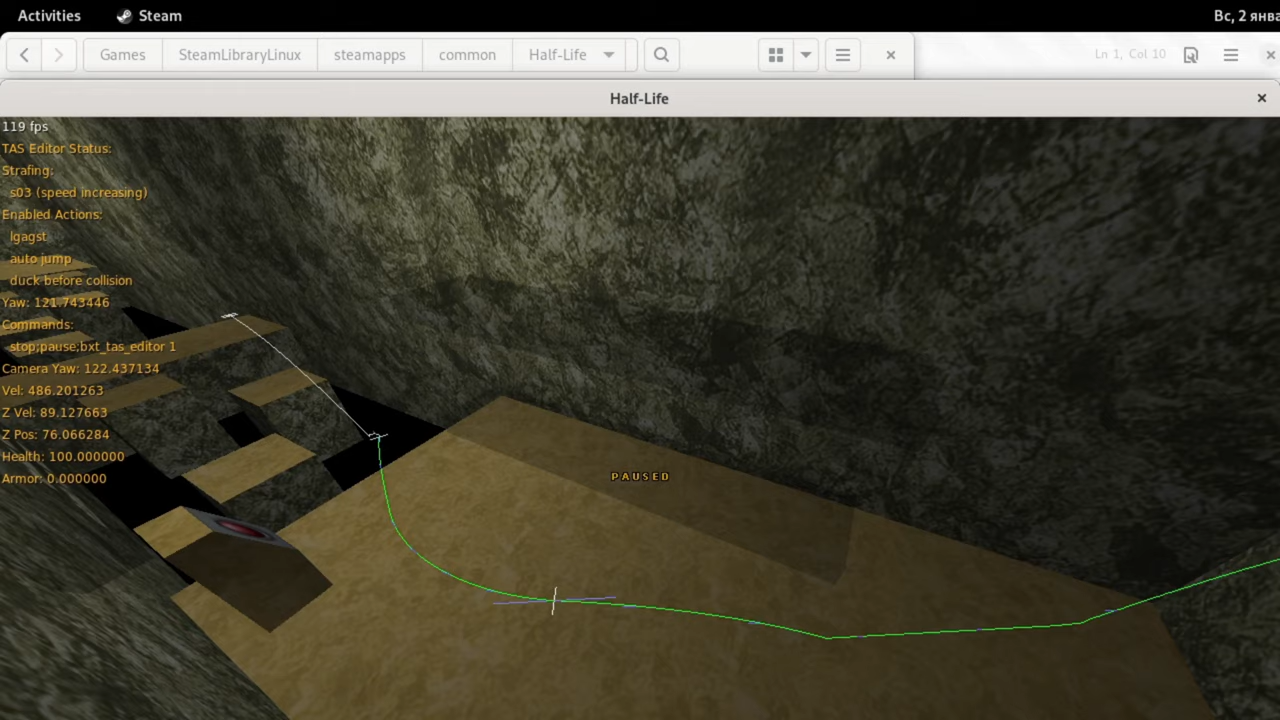 Activities Steam Вс, 2 янва
Games SteamLibraryLinux steamapps common Half-Life Ln 1, Col 10
Half-Life
119 fps
TAS Editor Status:
Strafing:
s03 (speed increasing)
Enabled Actions:
lgagst
auto jump
duck before collision
Yaw: 121.743446
Commands:
stop;pause;bxt_tas_editor 1
Camera Yaw: 122.437134
Vel: 486.201263
Z Vel: 89.127663
Z Pos: 76.066284
Health: 100.000000
Armor: 0.000000
PAUSED